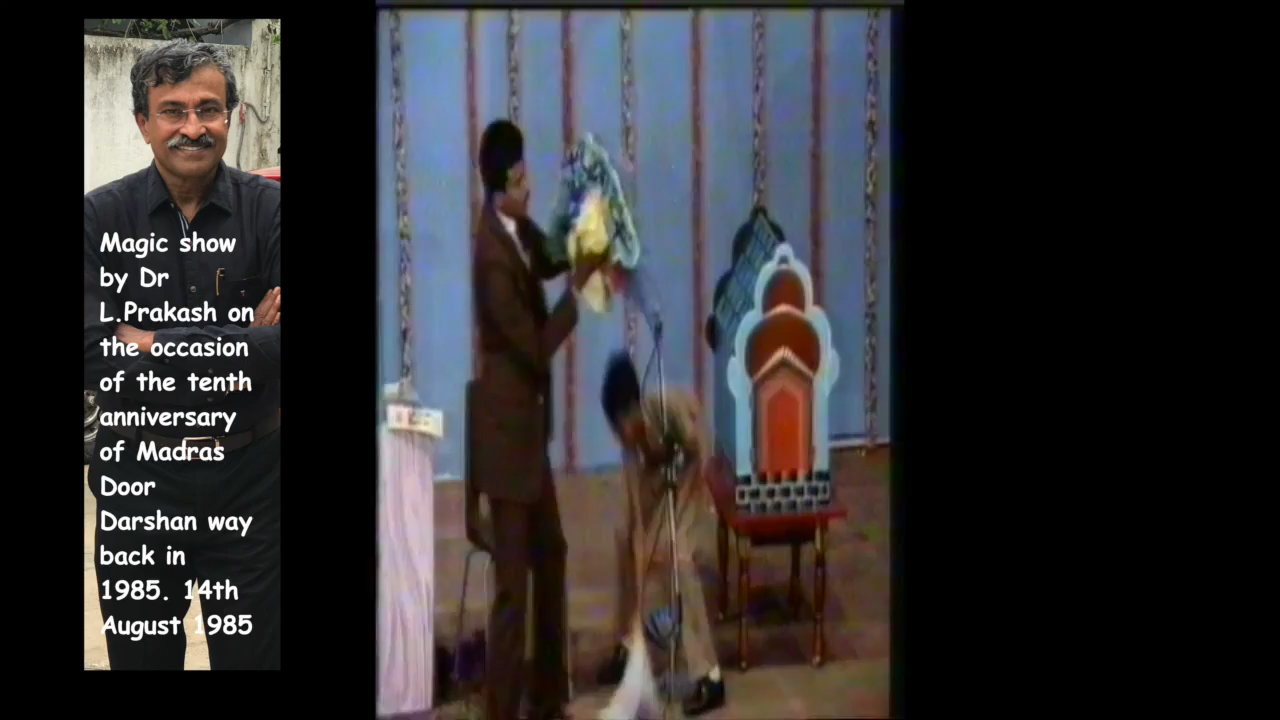 Magic show
by Dr
L.Prakash on
the occasion
of the tenth
anniversary
of Madras
Door
Darshan way
back in
1985. 14th
August 1985